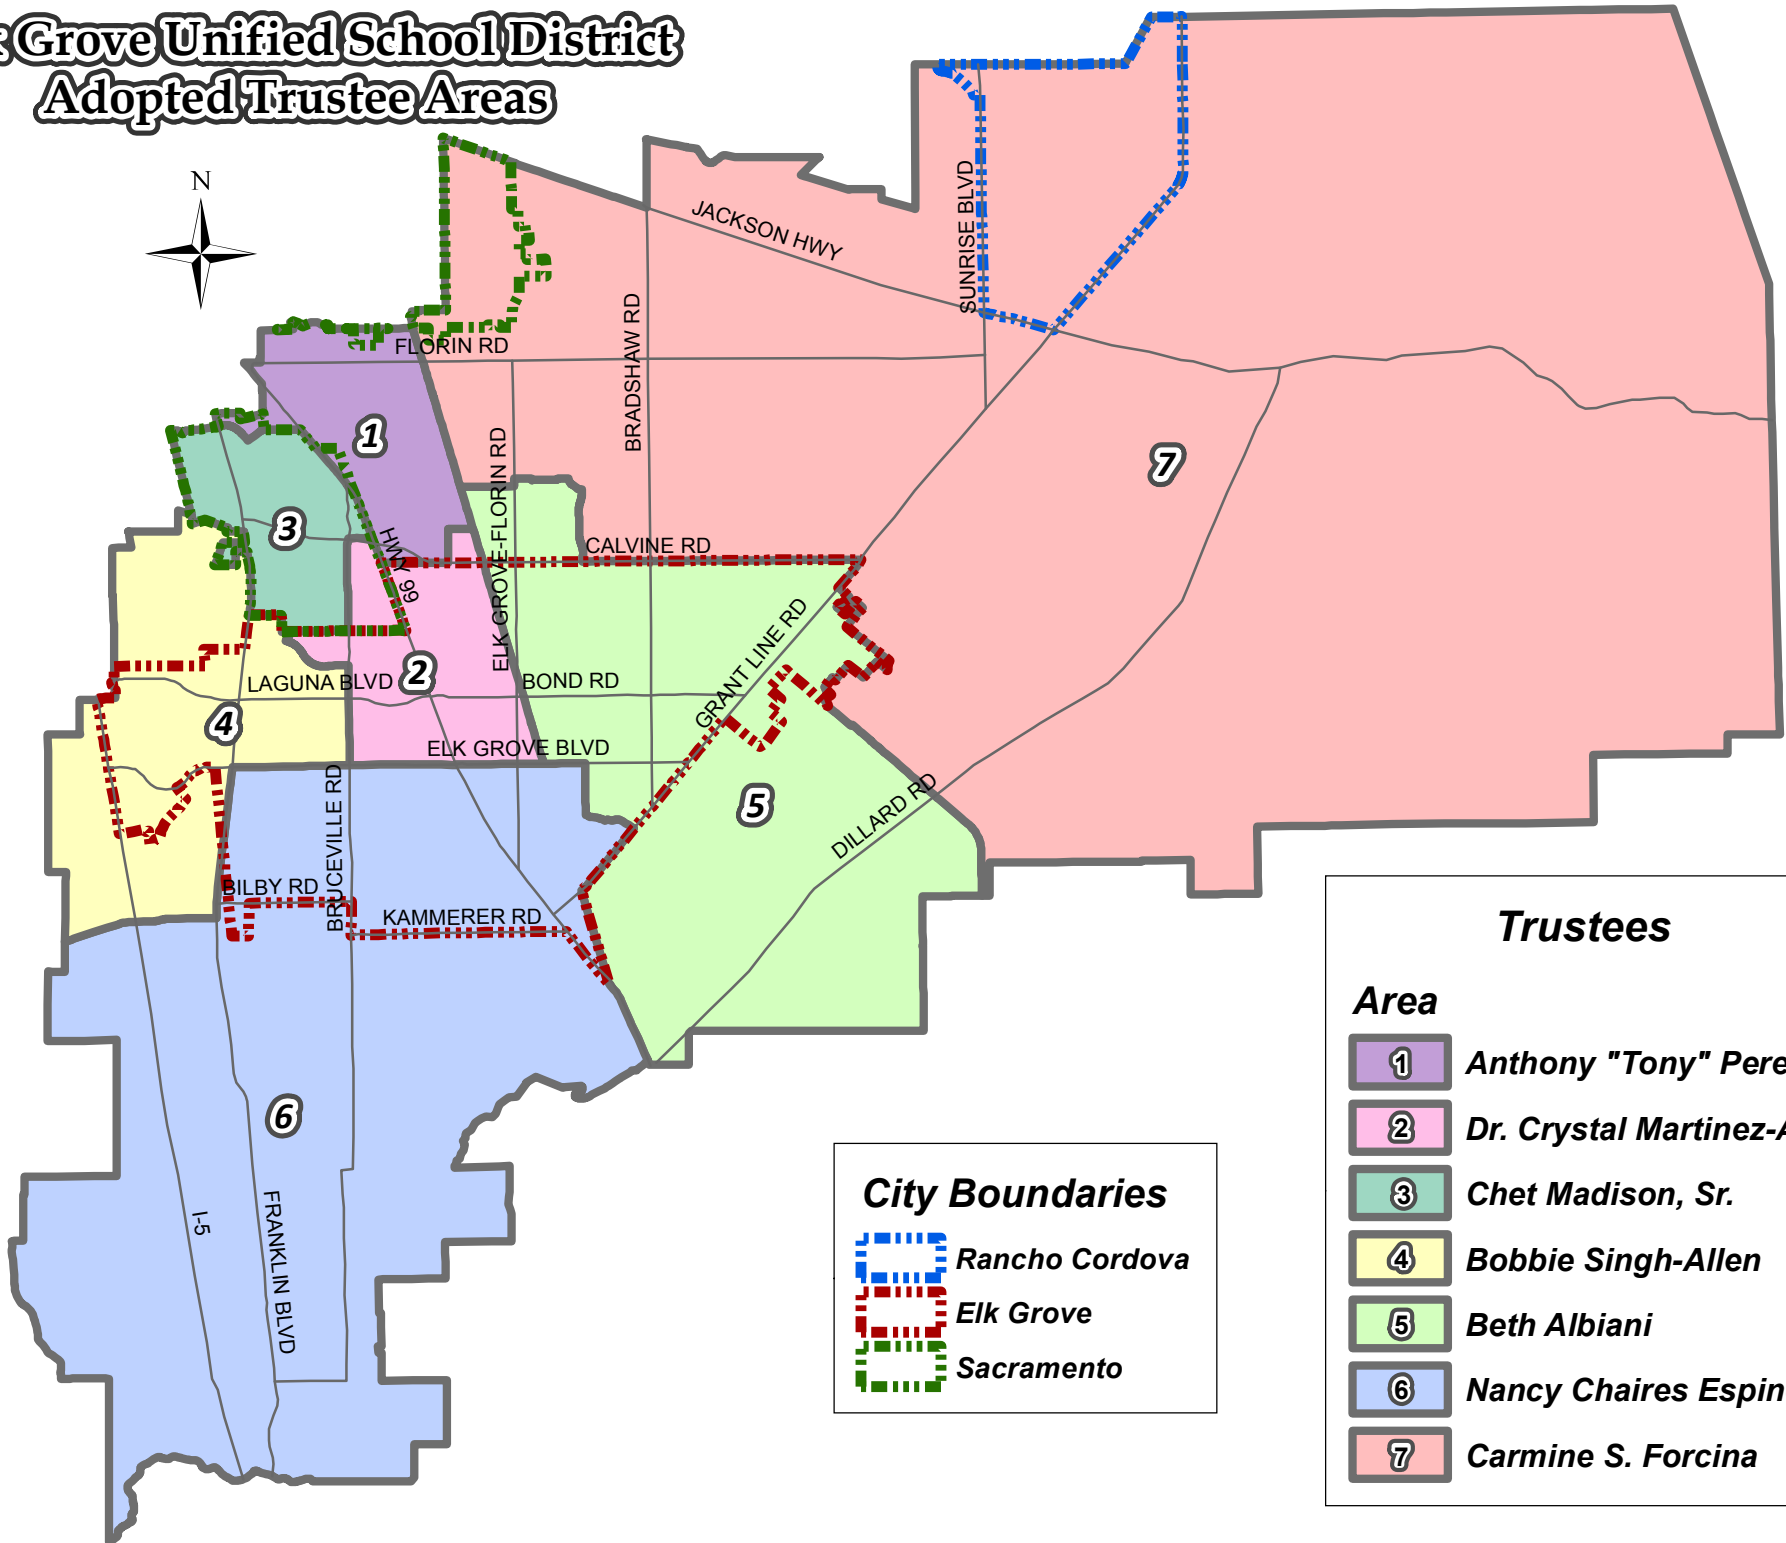 Grove Unified School District
Adopted Trustee Areas
N
JACKSON HWY
SUNRISE BLVD
FLORIN RD
BRADSHAW RD
ELK GROVE-FLORIN RD
1
7
3
HWY 99
CALVINE RD
2
LAGUNA BLVD
BOND RD
GRANT LINE RD
4
ELK GROVE BLVD
5
BRUCEVILLE RD
DILLARD RD
BILBY RD
KAMMERER RD
6
I-5
FRANKLIN BLVD
City Boundaries
Rancho Cordova
Elk Grove
Sacramento
Trustees
Area
1 Anthony "Tony" Pere
2 Dr. Crystal Martinez-A
3 Chet Madison, Sr.
4 Bobbie Singh-Allen
5 Beth Albiani
6 Nancy Chaires Espin
7 Carmine S. Forcina